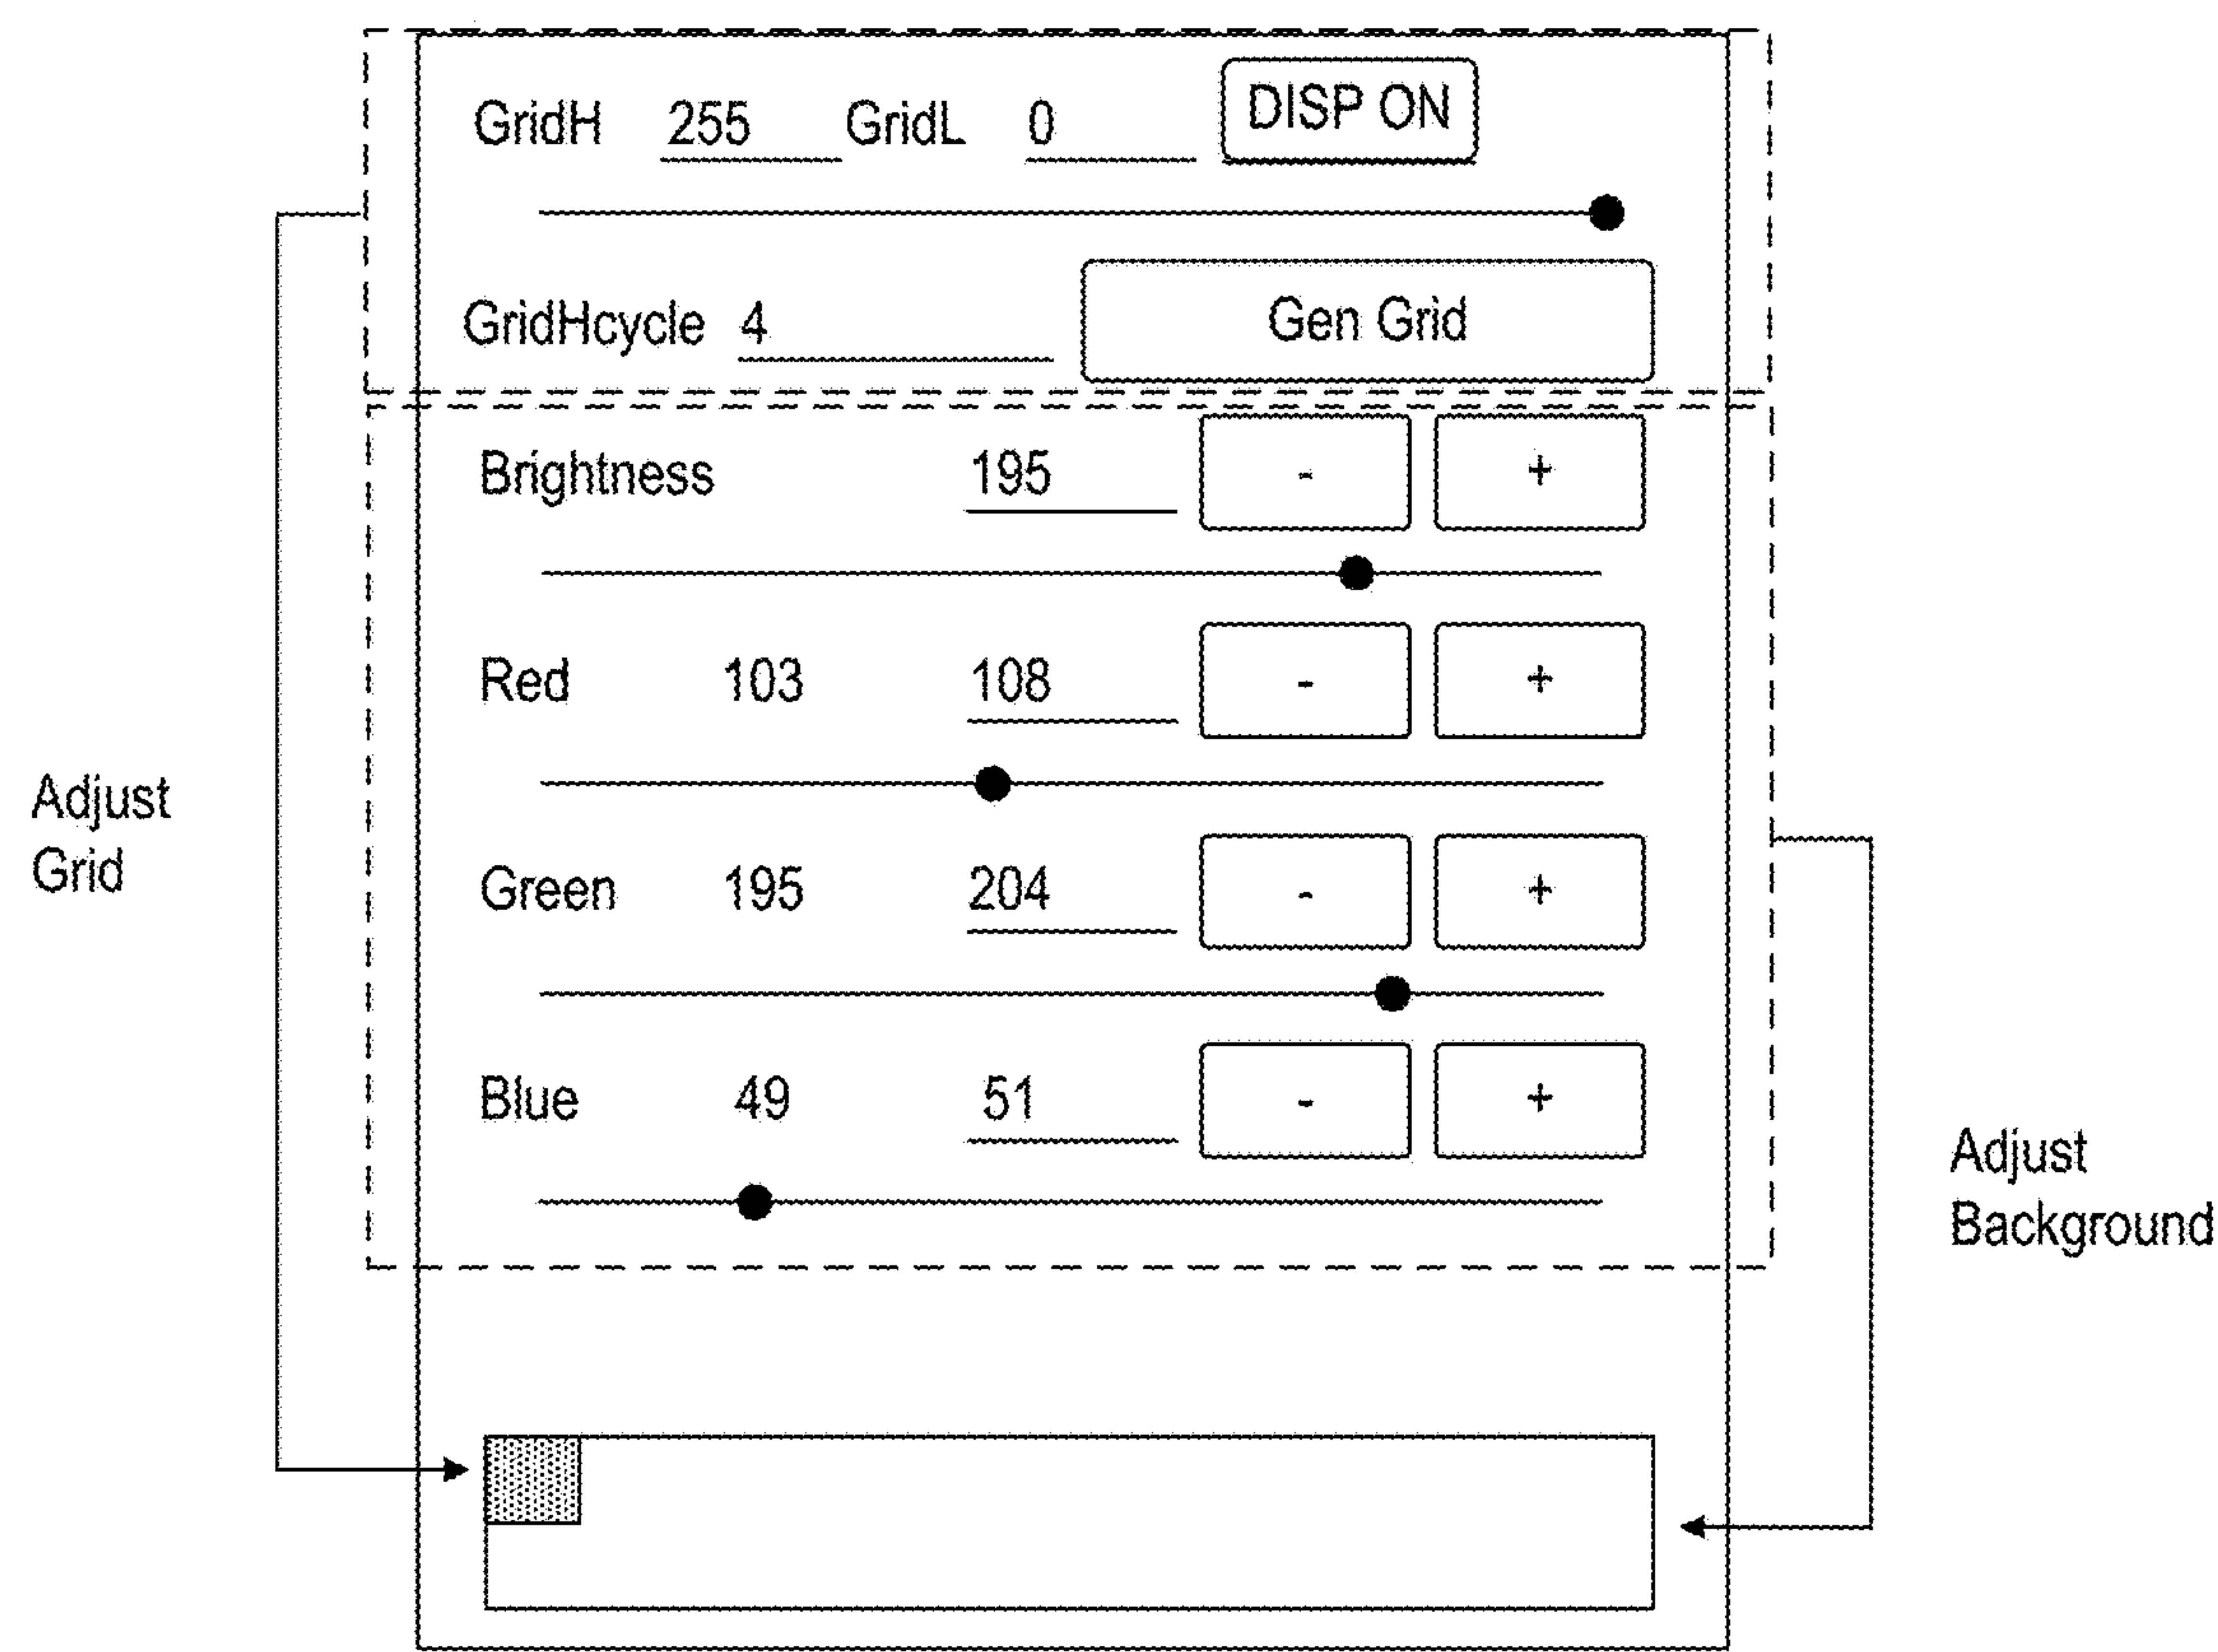 GridH 255 GridL 0 DISP ON
GridHcycle 4 Gen Grid
Brightness 195 - +
Red 103 108 - +
Adjust
Grid
Green 195 204 - +
Blue 49 51 - +
Adjust
Background